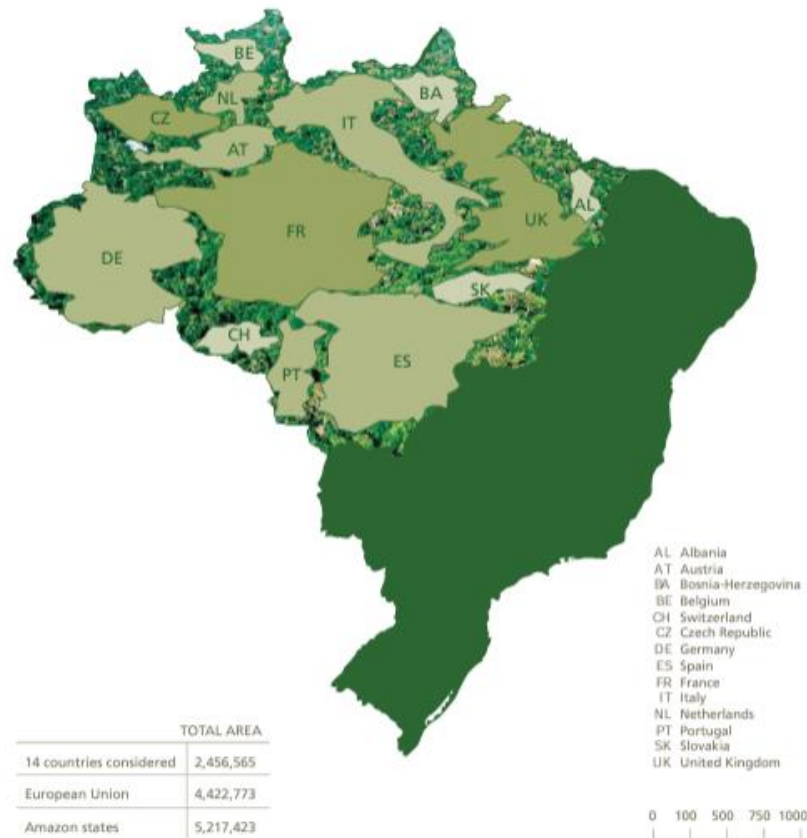 BE
NL
CZ
IT
BA
AT
AL
FR
UK
DE
SK
CH
ES
PT
AL Albania
AT Austria
BA Bosnia-Herzegovina
BE Belgium
CH Switzerland
CZ Czech Republic
DE Germany
ES Spain
FR France
IT Italy
NL Netherlands
PT Portugal
SK Slovakia
UK United Kingdom
TOTAL AREA
14 countries considered 2,456,565
European Union 4,422,773
Amazon states 5,217,423
0 100 500 750 1000